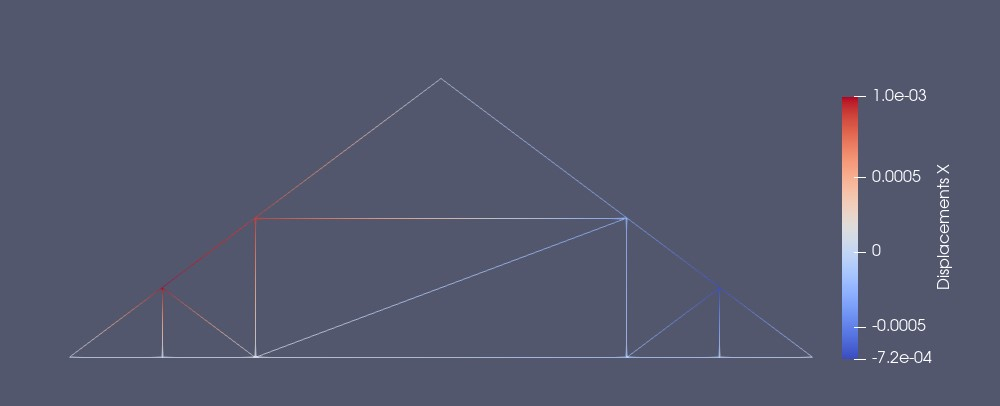 1.0e-03
0.0005
0
-0.0005
-7.2e-04
Displacements X